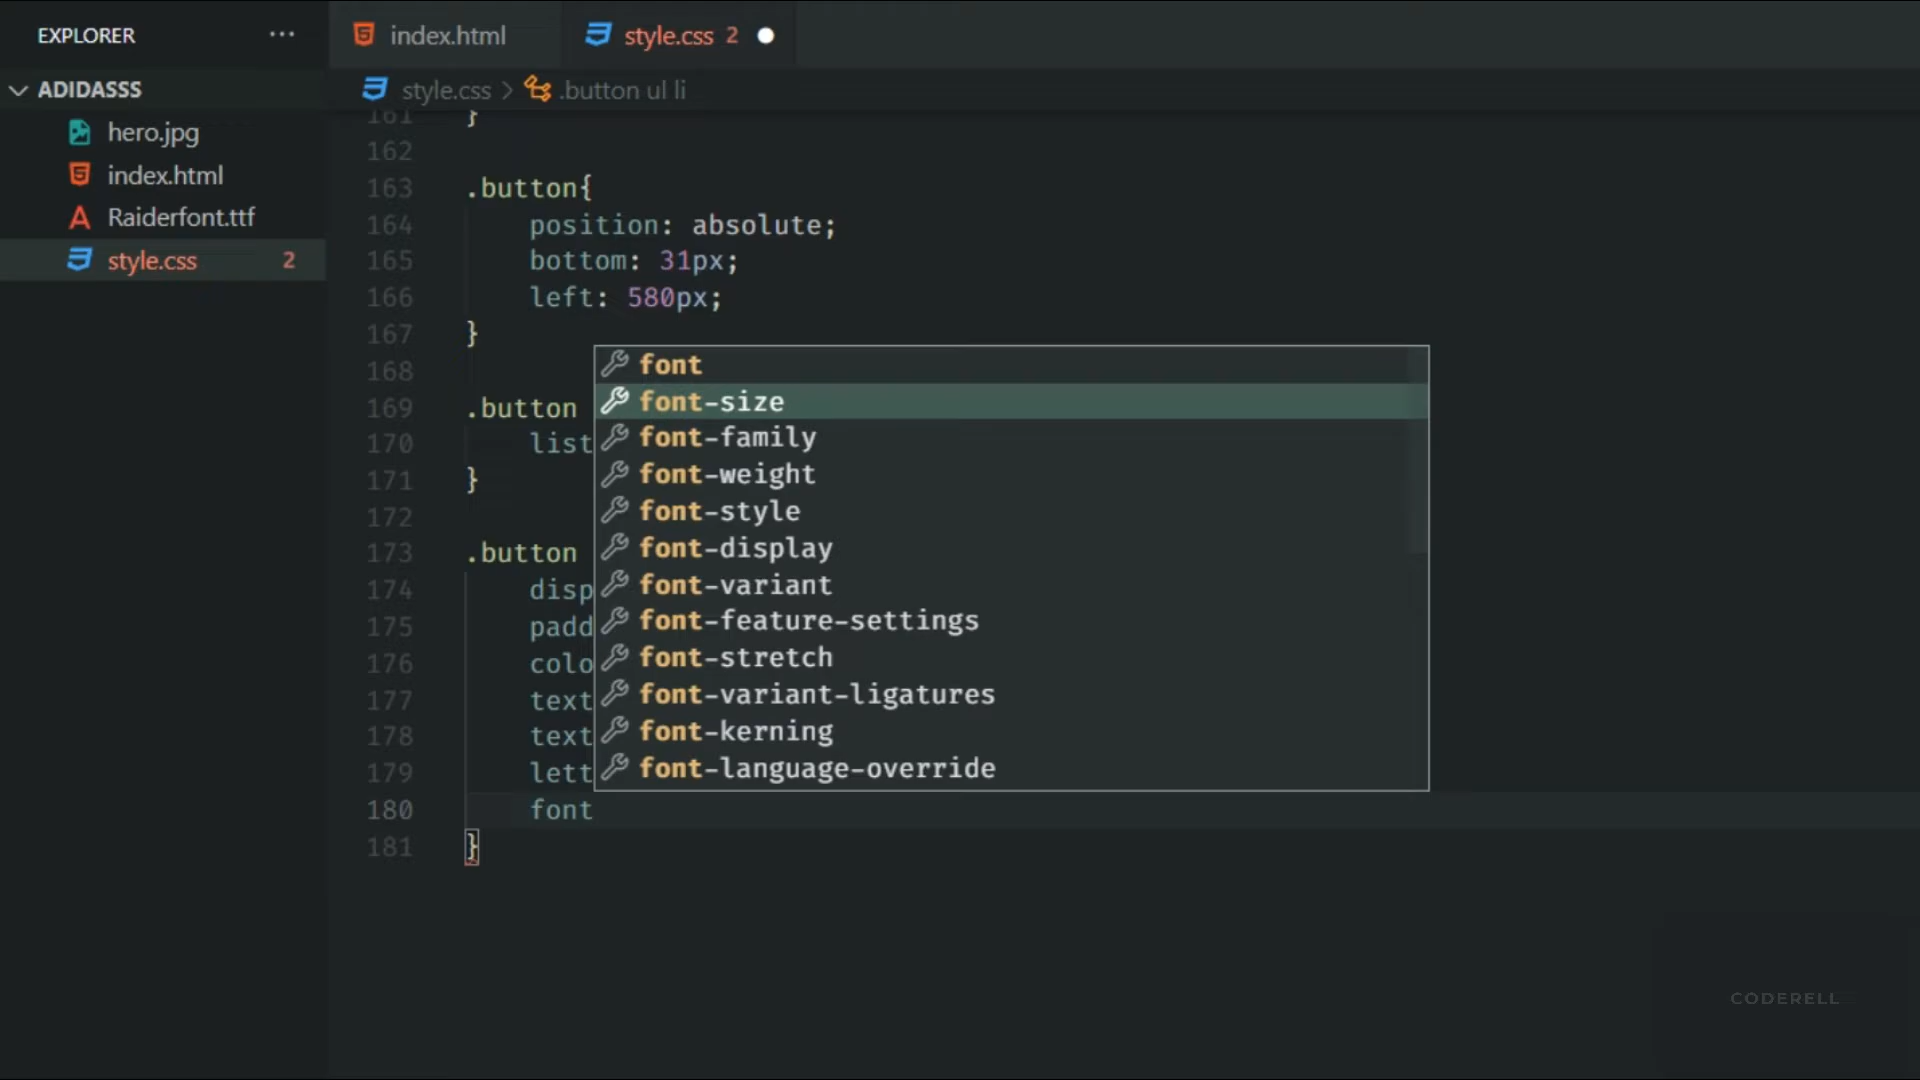 EXPLORER ...
ADIDASSS
hero.jpg
index.html
Raiderfont.ttf
style.css 2
index.html
style.css 2
style.css > .button ul li
161 }
162
163 .button{
164 position: absolute;
165 bottom: 31px;
166 left: 580px;
167 }
168
169 .button
170 list
171 }
172
173 .button
174 disp
175 padd
176 colo
177 text
178 text
179 lett
180 font
181 }
font
font-size
font-family
font-weight
font-style
font-display
font-variant
font-feature-settings
font-stretch
font-variant-ligatures
font-kerning
font-language-override